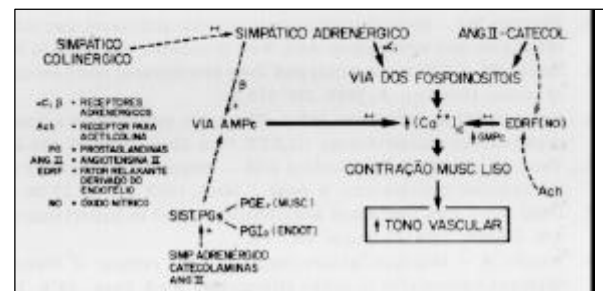 SIMPÁTICO ADRENÉRGICO
ANG II-CATECOL
SIMPÁTICO
COLINÉRGICO
VIA DOS FOSFOINOSITOIS
β
β = RECEPTORES
ADRENÉRGICOS
Ach = RECEPTOR PARA
ACETILCOLINA
PG = PROSTAGLANDINAS
ANG II = ANGIOTENSINA II
EDRF = FATOR RELAXANTE
DERIVADO DO
ENDOTÉLIO
NO = ÓXIDO NÍTRICO
VIA AMPc
↑ (Ca++)
EDRF (NO)
GMPc
CONTRAÇÃO MUSC. LISO
Ach
SIST. PGs
PGE₂ (MUSC)
PGI₂ (ENDOT)
↑ TONO VASCULAR
SIMP ADRENÉRGICO
CATECOLAMINAS
ANG II